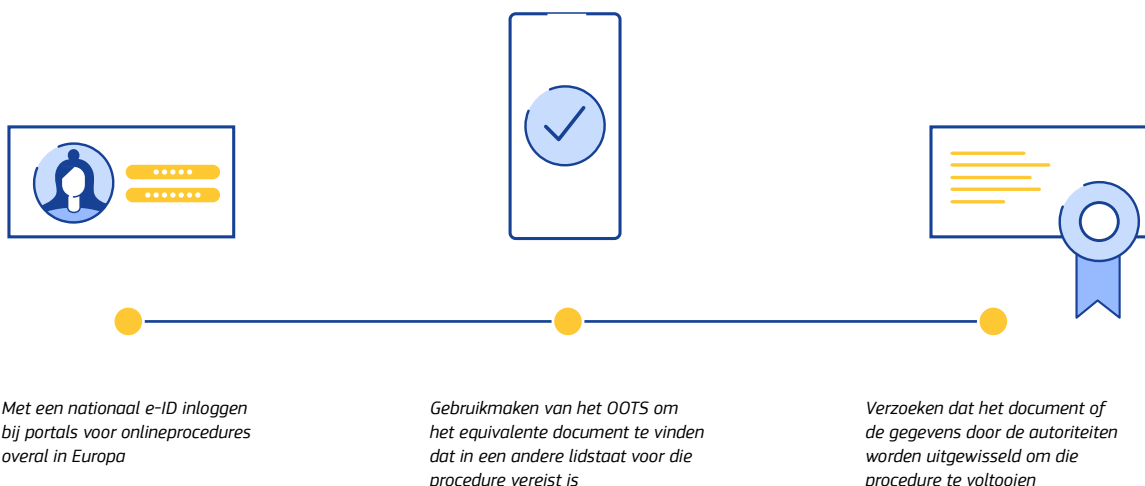 Met een nationaal e-ID inloggen
bij portals voor onlineprocedures
overal in Europa
Gebruikmaken van het OOTS om
het equivalente document te vinden
dat in een andere lidstaat voor die
procedure vereist is
Verzoeken dat het document of
de gegevens door de autoriteiten
worden uitgewisseld om die
procedure te voltooien